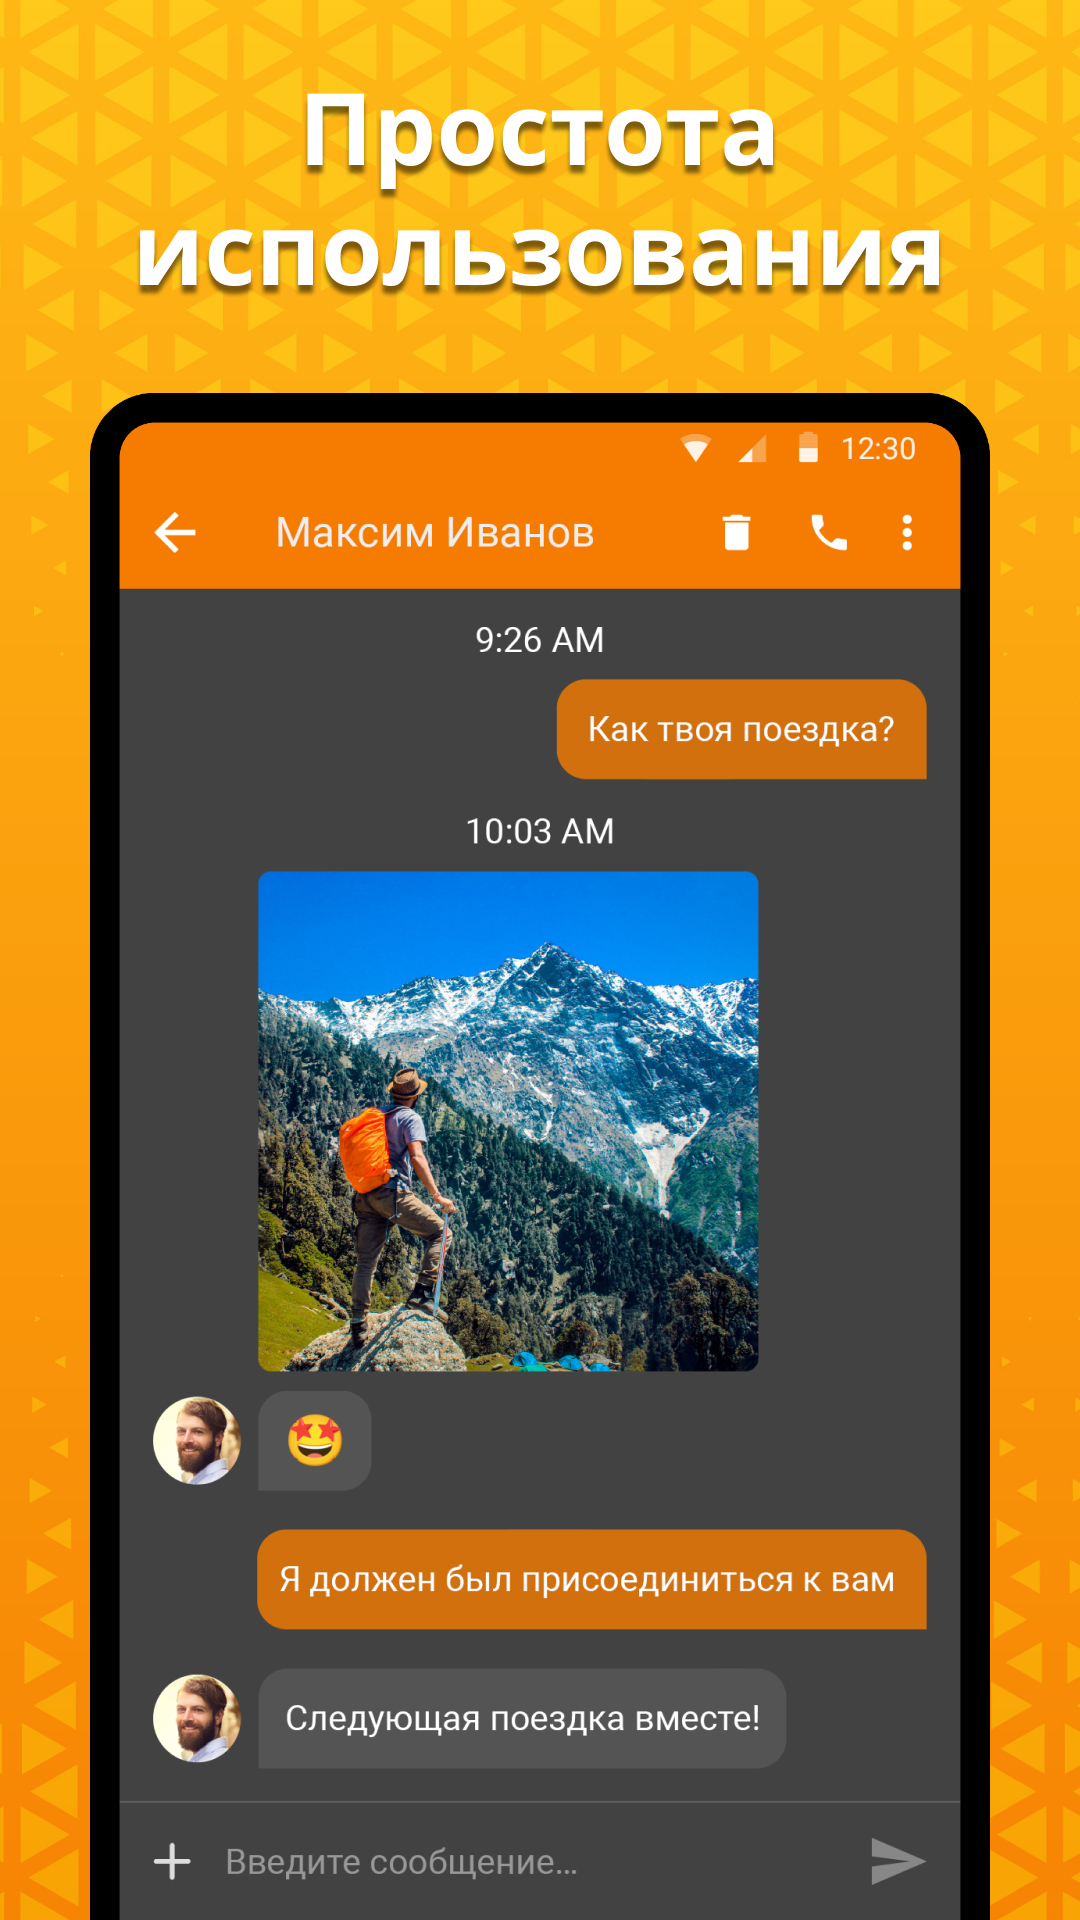 Простота
использования
12:30
Максим Иванов
9:26 AM
Как твоя поездка?
10:03 AM
Я должен был присоединиться к вам
Следующая поездка вместе!
Введите сообщение...